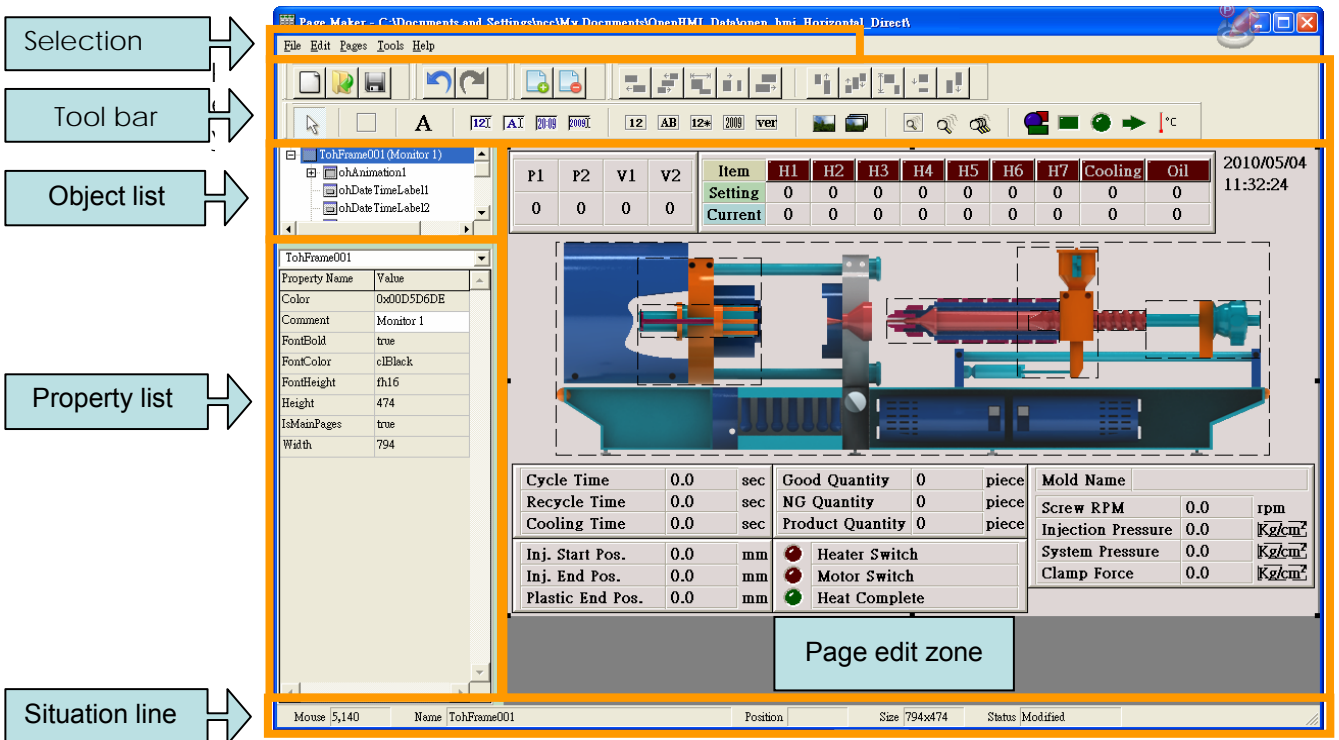 Page Maker - C:\Documents and Settings\ncc\My Documents\OpenHMI_Data\open_hmi_Horizontal_Direct\
Selection
File Edit Pages Tools Help
Tool bar
A 12 A 20:09 2009 12 AB 12* 2009 ver °C
Object list
TohFrame001 (Monitor 1)
ohAnimation1
ohDateTimeLabel1
ohDateTimeLabel2
P1 P2 V1 V2
0 0 0 0
Item H1 H2 H3 H4 H5 H6 H7 Cooling Oil
Setting 0 0 0 0 0 0 0 0 0
Current 0 0 0 0 0 0 0 0 0
2010/05/04
11:32:24
Property list
TohFrame001
Property Name Value
Color 0x00D5D6DE
Comment Monitor 1
FontBold true
FontColor clBlack
FontHeight fh16
Height 474
IsMainPages true
Width 794
Cycle Time 0.0 sec
Recycle Time 0.0 sec
Cooling Time 0.0 sec
Good Quantity 0 piece
NG Quantity 0 piece
Product Quantity 0 piece
Mold Name
Screw RPM 0.0 rpm
Injection Pressure 0.0 Kg/cm²
System Pressure 0.0 Kg/cm²
Clamp Force 0.0 Kg/cm²
Inj. Start Pos. 0.0 mm
Inj. End Pos. 0.0 mm
Plastic End Pos. 0.0 mm
Heater Switch
Motor Switch
Heat Complete
Page edit zone
Situation line
Mouse 5,140 Name TohFrame001 Position Size 794x474 Status Modified